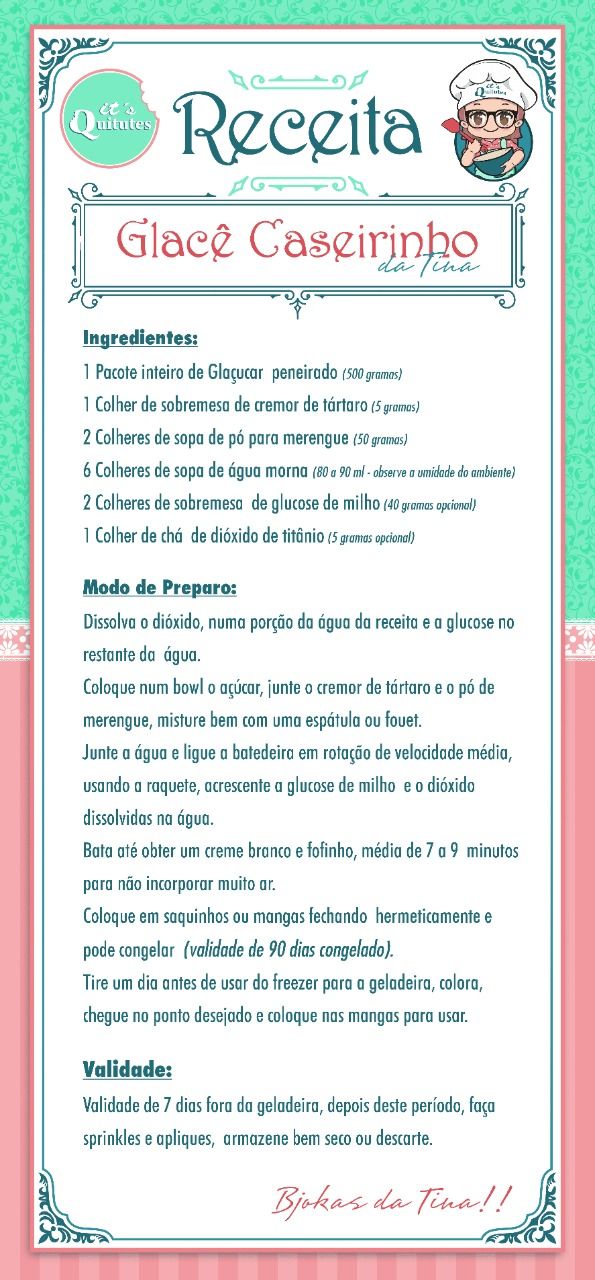 it's
Quitutes
Receita
it's
Quitutes
Glacê Caseirinho
da Tina
Ingredientes:
1 Pacote inteiro de Glaçucar peneirado (500 gramas)
1 Colher de sobremesa de cremor de tártaro (5 gramas)
2 Colheres de sopa de pó para merengue (50 gramas)
6 Colheres de sopa de água morna (80 a 90 ml - observe a umidade do ambiente)
2 Colheres de sobremesa de glucose de milho (40 gramas opcional)
1 Colher de chá de dióxido de titânio (5 gramas opcional)
Modo de Preparo:
Dissolva o dióxido, numa porção da água da receita e a glucose no
restante da água.
Coloque num bowl o açúcar, junte o cremor de tártaro e o pó de
merengue, misture bem com uma espátula ou fouet.
Junte a água e ligue a batedeira em rotação de velocidade média,
usando a raquete, acrescente a glucose de milho e o dióxido
dissolvidas na água.
Bata até obter um creme branco e fofinho, média de 7 a 9 minutos
para não incorporar muito ar.
Coloque em saquinhos ou mangas fechando hermeticamente e
pode congelar (validade de 90 dias congelado).
Tire um dia antes de usar do freezer para a geladeira, colora,
chegue no ponto desejado e coloque nas mangas para usar.
Validade:
Validade de 7 dias fora da geladeira, depois deste período, faça
sprinkles e apliques, armazene bem seco ou descarte.
Bjokas da Tina!!